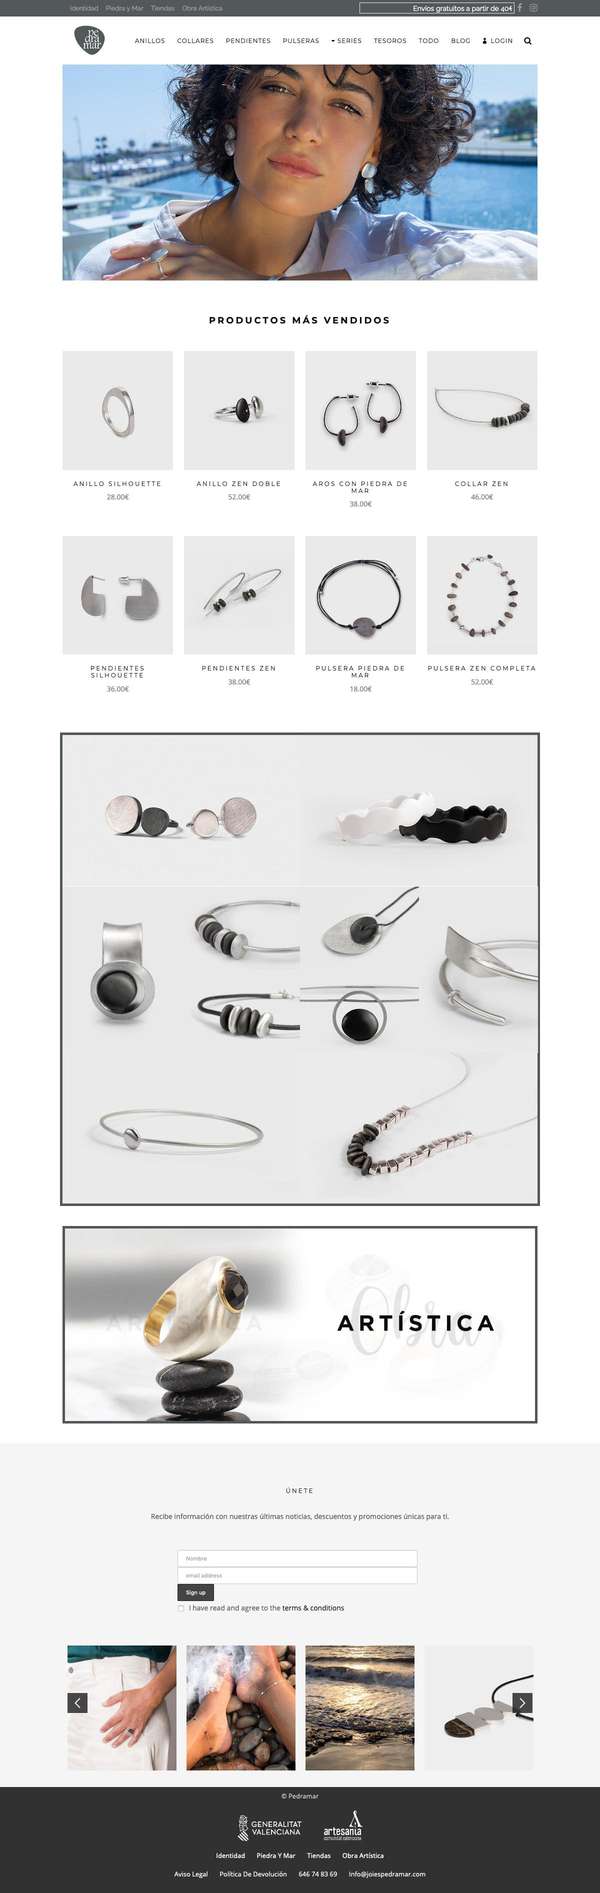 Identidad Piedra y Mar Tiendas Obra Artística
Envíos gratuitos a partir de 40€
pe
dra
mar
ANILLOS COLLARES PENDIENTES PULSERAS SERIES TESOROS TODO BLOG LOGIN
PRODUCTOS MÁS VENDIDOS
ANILLO SILHOUETTE
28.00€
ANILLO ZEN DOBLE
52.00€
AROS CON PIEDRA DE
MAR
38.00€
COLLAR ZEN
46.00€
PENDIENTES
SILHOUETTE
36.00€
PENDIENTES ZEN
38.00€
PULSERA PIEDRA DE
MAR
18.00€
PULSERA ZEN COMPLETA
52.00€
ARTÍSTICA
Obra
ARTÍSTICA
ÚNETE
Recibe información con nuestras últimas noticias, descuentos y promociones únicas para ti.
Nombre
email address
Sign up
I have read and agree to the terms & conditions
© Pedramar
GENERALITAT
VALENCIANA
artesanía
comunitat valenciana
Identidad Piedra Y Mar Tiendas Obra Artística
Aviso Legal Política De Devolución 646 74 83 69 Info@joiespedramar.com